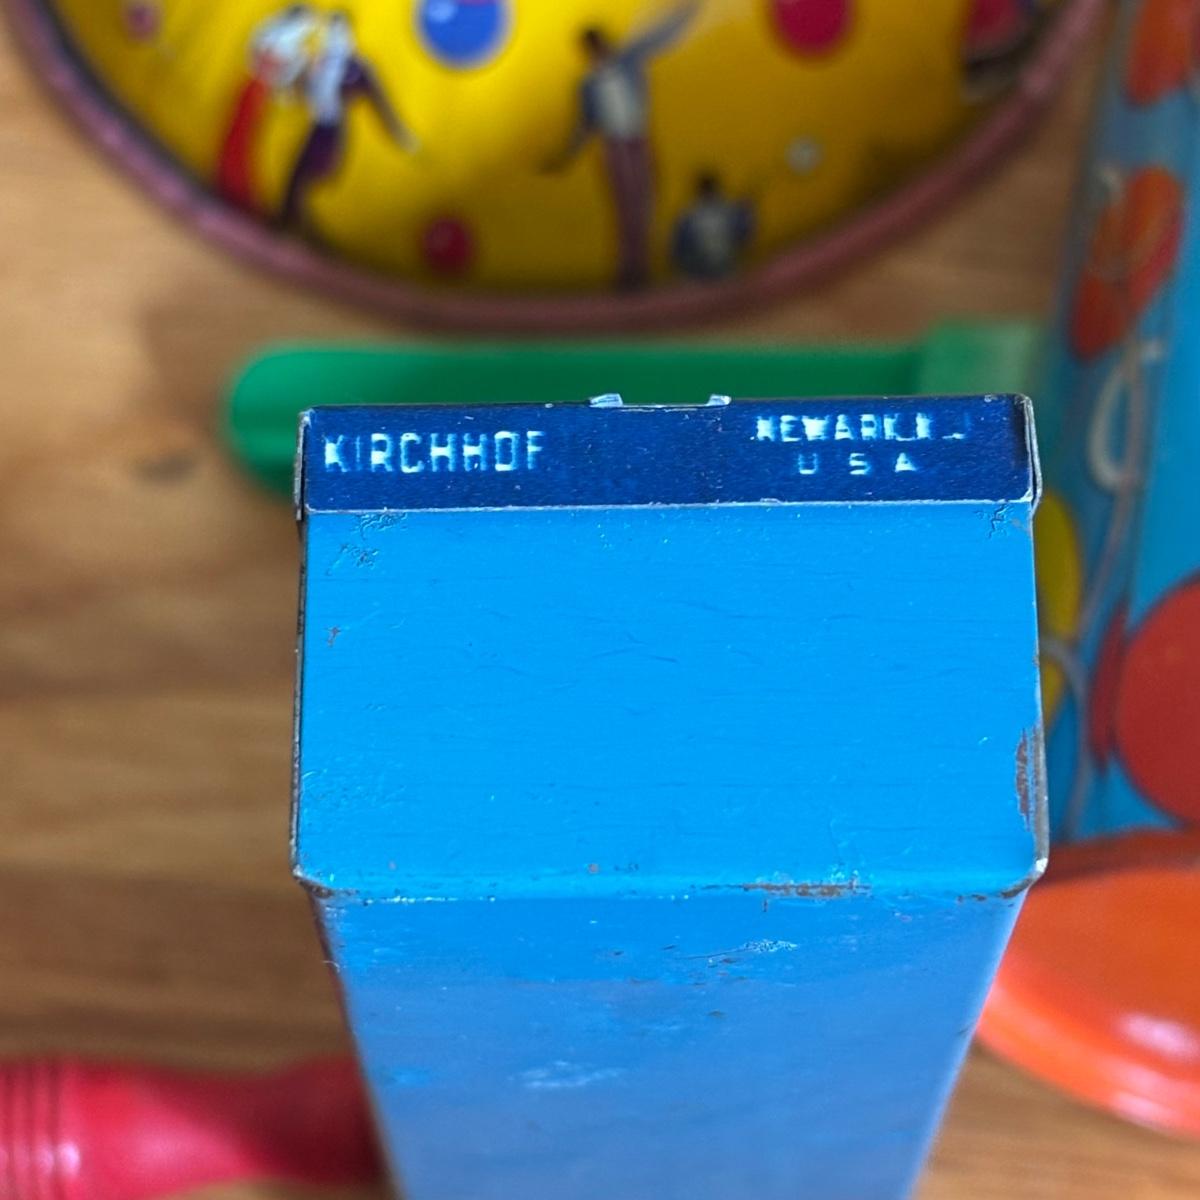 KIRCHHOF
NEWARK, N.J.
U S A